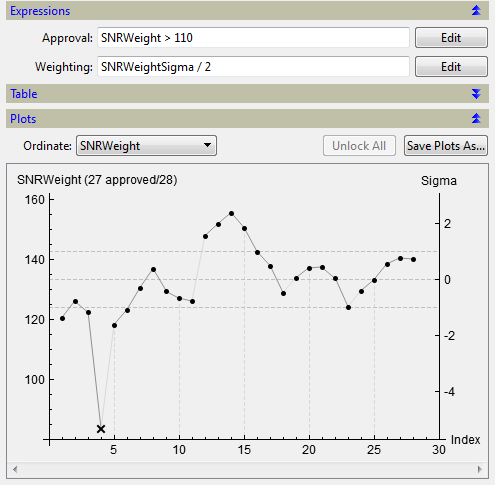 Expressions
Approval: SNRWeight > 110 Edit
Weighting: SNRWeightSigma / 2 Edit
Table
Plots
Ordinate: SNRWeight Unlock All Save Plots As...
SNRWeight (27 approved/28) Sigma
160
2
140
0
120
-2
100
-4
5 10 15 20 25 30
Index